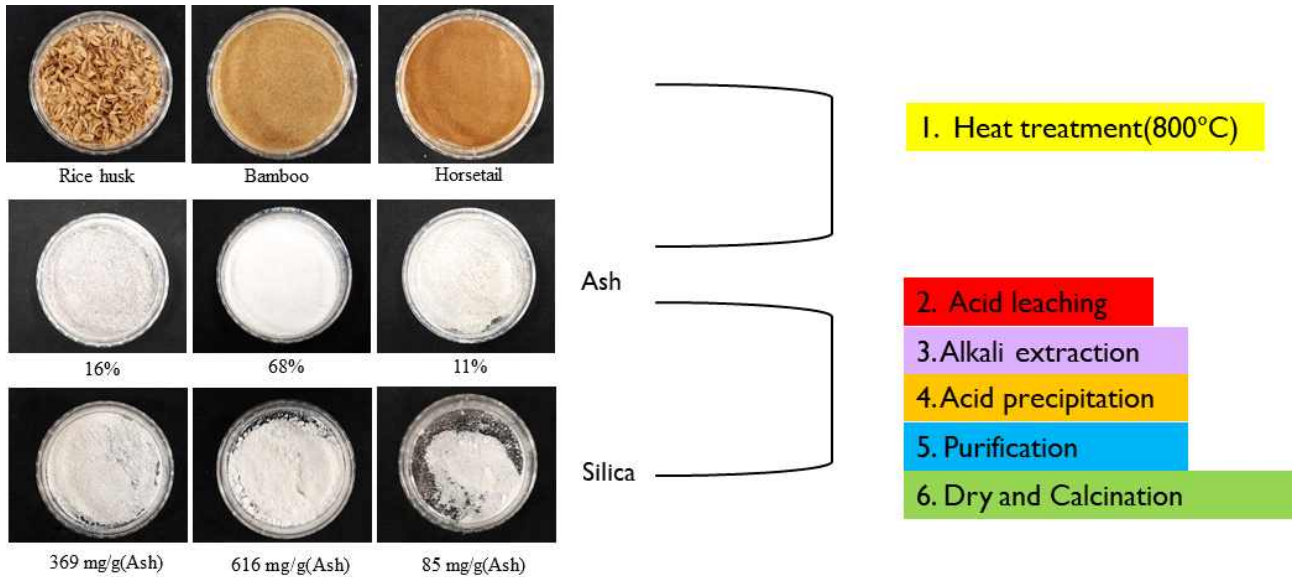 Rice husk
Bamboo
Horsetail
16%
68%
11%
369 mg/g(Ash)
616 mg/g(Ash)
85 mg/g(Ash)
Ash
Silica
1. Heat treatment(800°C)
2. Acid leaching
3. Alkali extraction
4. Acid precipitation
5. Purification
6. Dry and Calcination